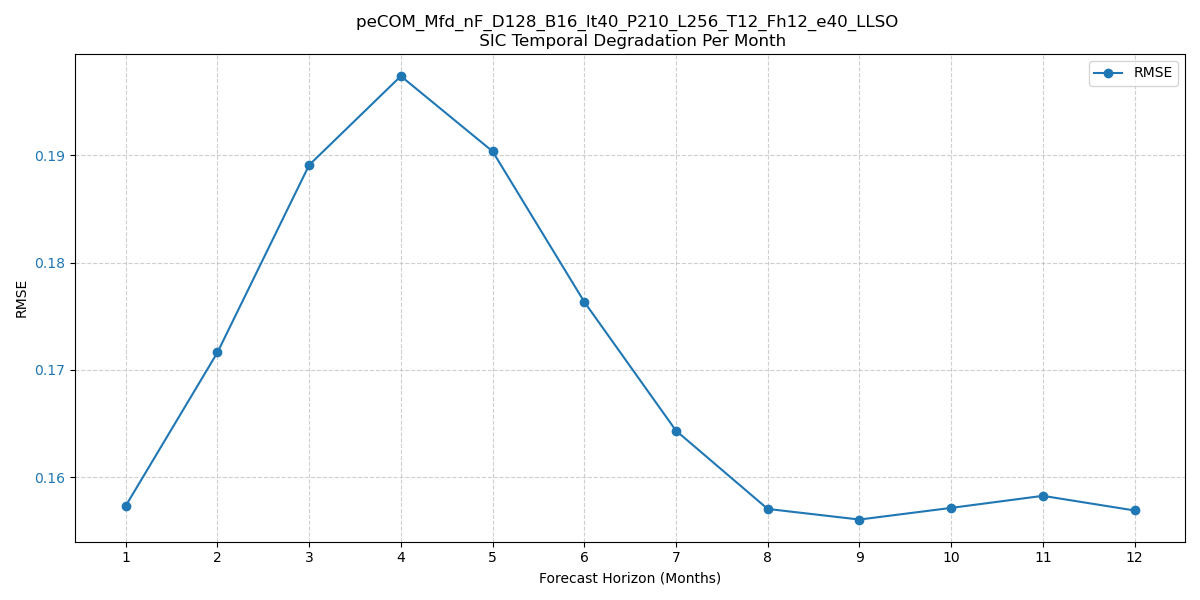 peCOM_Mfd_nF_D128_B16_lt40_P210_L256_T12_Fh12_e40_LLSO
SIC Temporal Degradation Per Month
RMSE
0.19
0.18
0.17
0.16
RMSE
1 2 3 4 5 6 7 8 9 10 11 12
Forecast Horizon (Months)